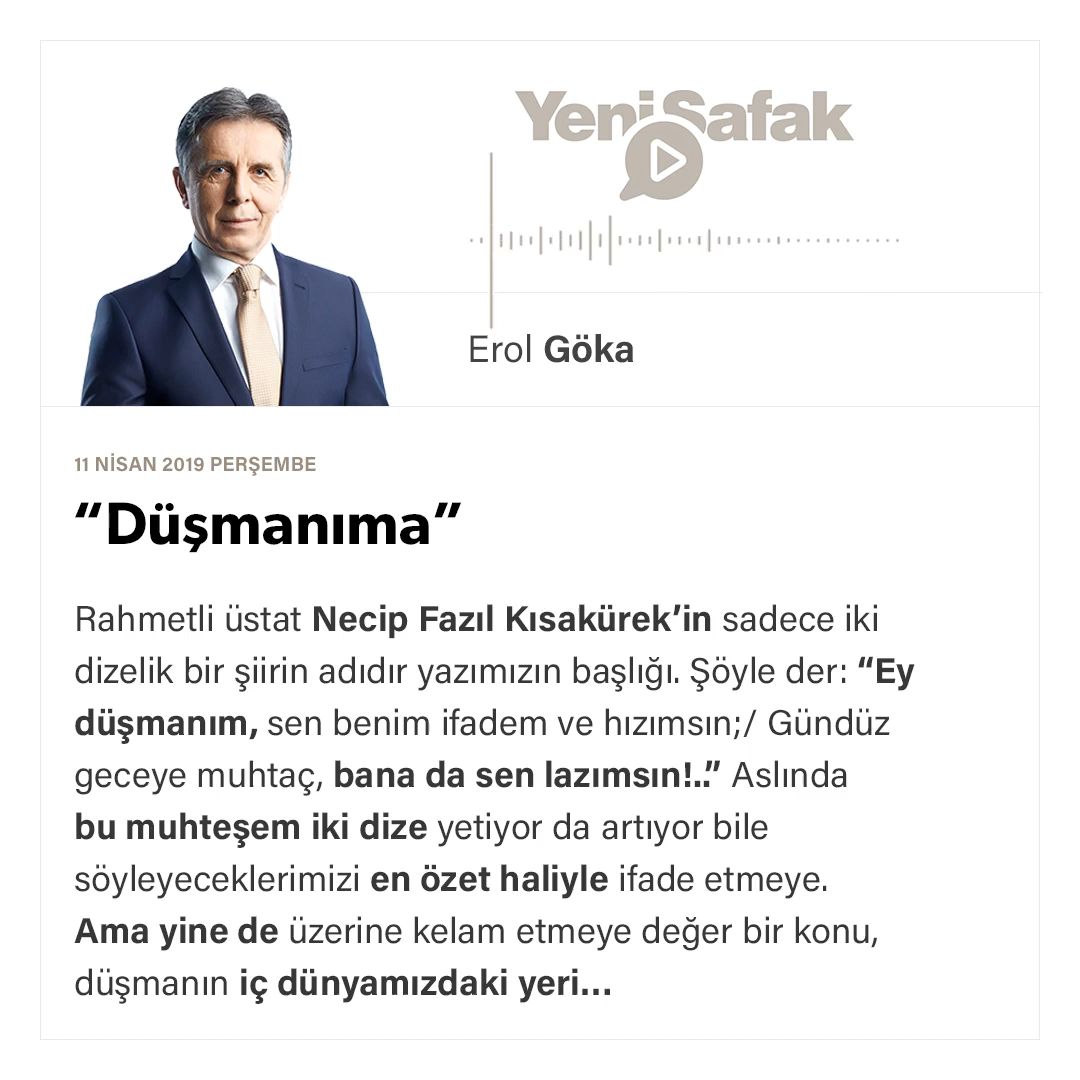 YeniŞafak
Erol Göka
11 NİSAN 2019 PERŞEMBE
“Düşmanıma”
Rahmetli üstat Necip Fazıl Kısakürek’in sadece iki
dizelik bir şiirin adıdır yazımızın başlığı. Şöyle der: “Ey
düşmanım, sen benim ifadem ve hızımsın;/ Gündüz
geceye muhtaç, bana da sen lazımsın!..” Aslında
bu muhteşem iki dize yetiyor da artıyor bile
söyleyeceklerimizi en özet haliyle ifade etmeye.
Ama yine de üzerine kelam etmeye değer bir konu,
düşmanın iç dünyamızdaki yeri...